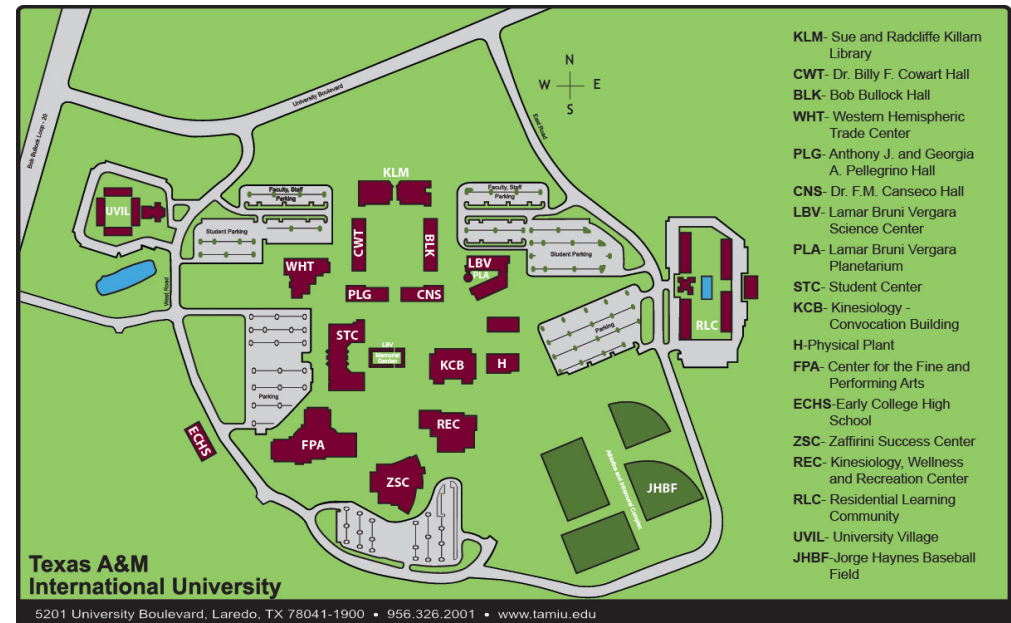 KLM- Sue and Radcliffe Killam
Library
CWT- Dr. Billy F. Cowart Hall
BLK- Bob Bullock Hall
WHT- Western Hemispheric
Trade Center
PLG- Anthony J. and Georgia
A. Pellegrino Hall
CNS- Dr. F.M. Canseco Hall
LBV- Lamar Bruni Vergara
Science Center
PLA- Lamar Bruni Vergara
Planetarium
STC- Student Center
KCB- Kinesiology -
Convocation Building
H-Physical Plant
FPA- Center for the Fine and
Performing Arts
ECHS-Early College High
School
ZSC- Zaffirini Success Center
REC- Kinesiology, Wellness
and Recreation Center
RLC- Residential Learning
Community
UVIL- University Village
JHBF-Jorge Haynes Baseball
Field
N
W E
S
Bob Bullock Loop - 20
University Boulevard
East Road
West Road
KLM
UVIL
Faculty, Staff
Parking
Student Parking
CWT
BLK
Faculty, Staff
Parking
Student Parking
WHT
LBV
PLA
PLG
CNS
RLC
STC
LBV
Memorial
Garden
KCB
H
Parking
Parking
ECHS
FPA
REC
ZSC
JHBF
Athletics and Intramural Complex
Texas A&M
International University
5201 University Boulevard, Laredo, TX 78041-1900 • 956.326.2001 • www.tamiu.edu